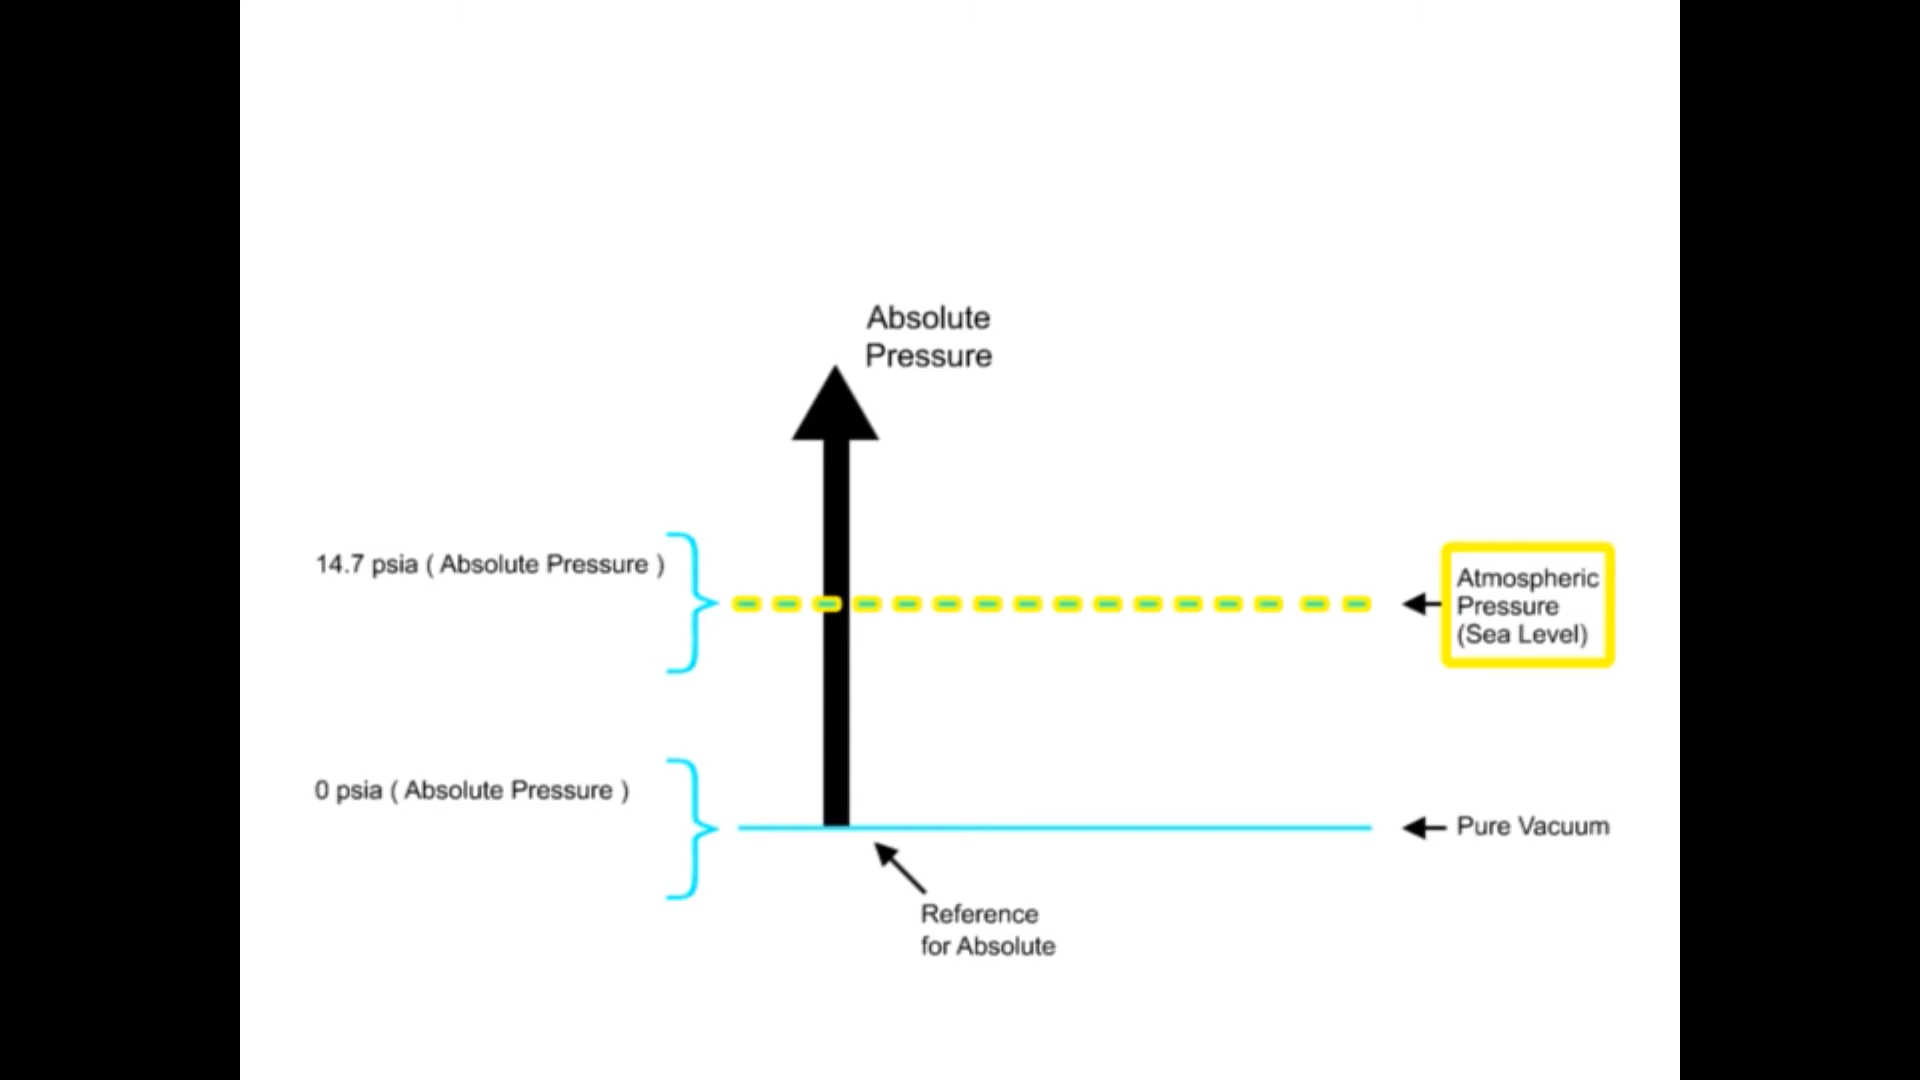 Absolute
Pressure
14.7 psia ( Absolute Pressure )
Atmospheric
Pressure
(Sea Level)
0 psia ( Absolute Pressure )
Pure Vacuum
Reference
for Absolute